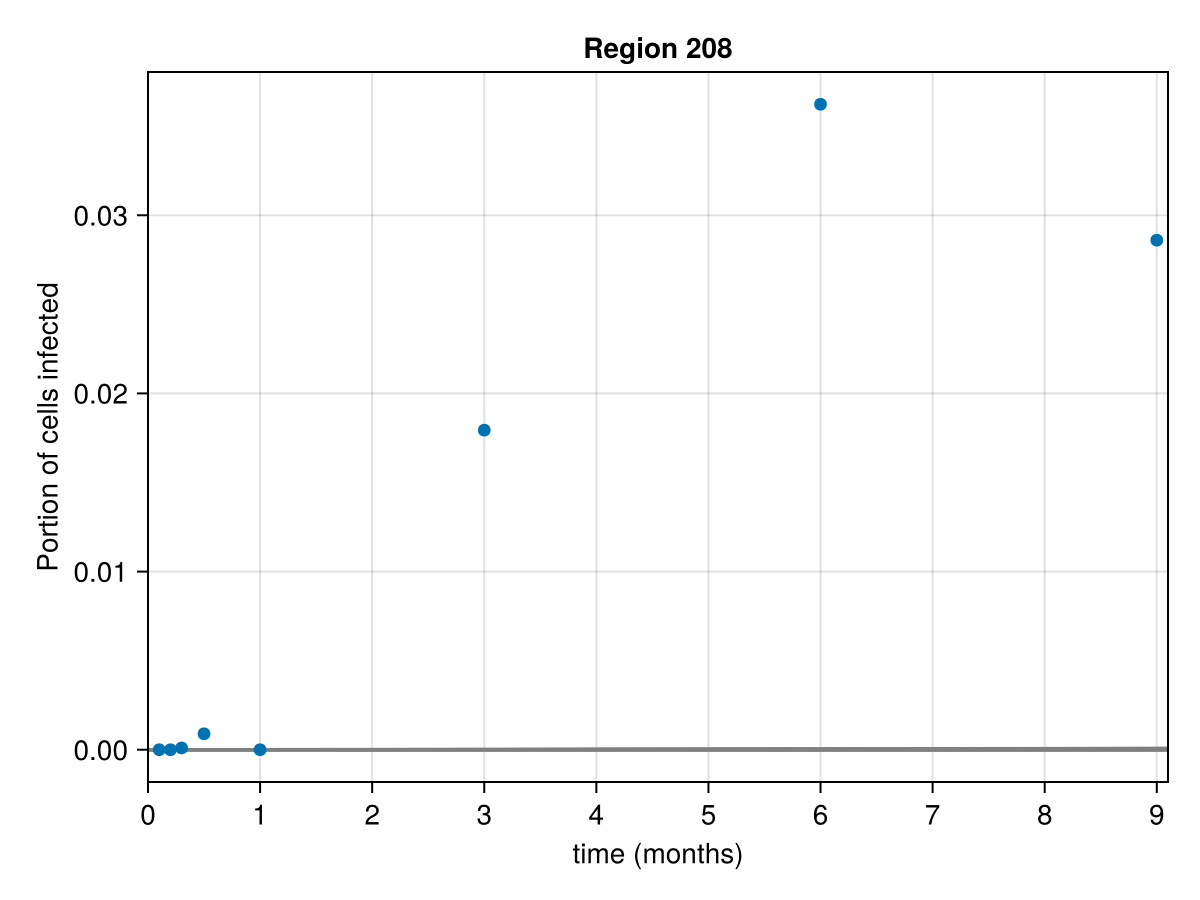 Region 208
Portion of cells infected
0.03
0.02
0.01
0.00
0 1 2 3 4 5 6 7 8 9
time (months)